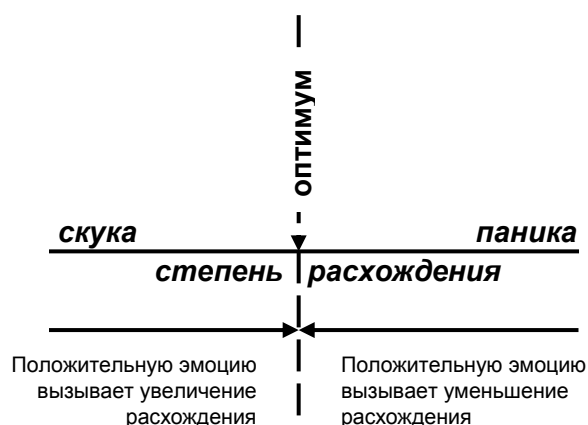 оптимум
скука паника
степень расхождения
Положительную эмоцию
вызывает увеличение
расхождения
Положительную эмоцию
вызывает уменьшение
расхождения